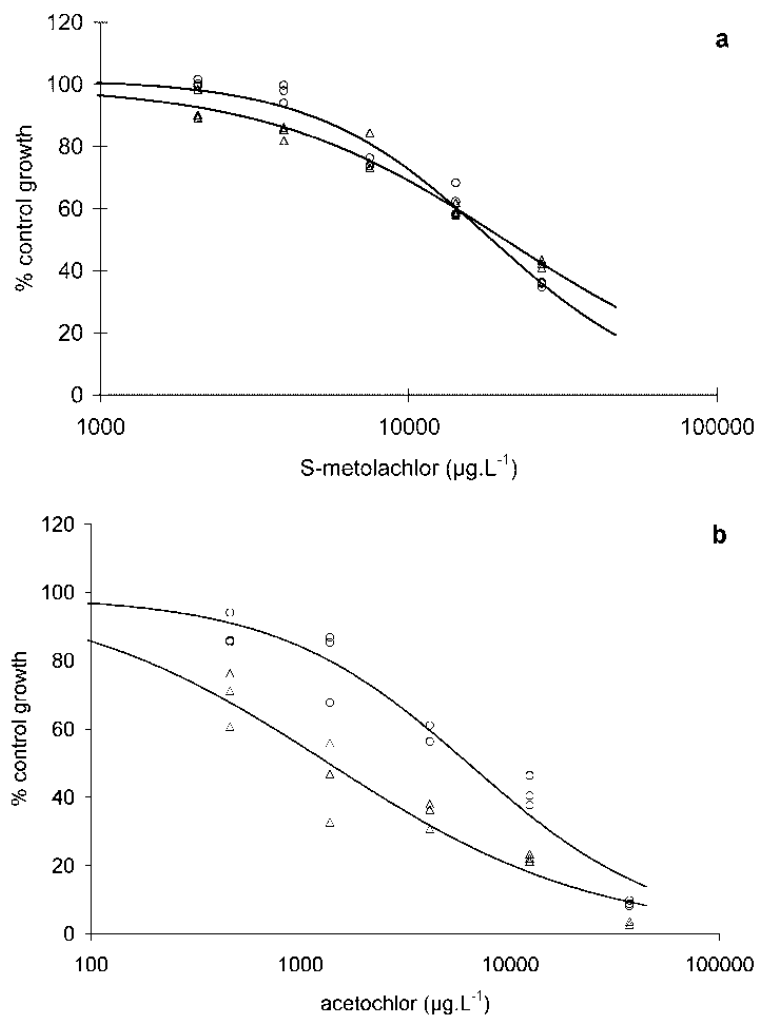 a
120
100
80
60
40
20
0
% control growth
1000 10000 100000
S-metolachlor (µg.L⁻¹)
b
120
100
80
60
40
20
0
% control growth
100 1000 10000 100000
acetochlor (µg.L⁻¹)